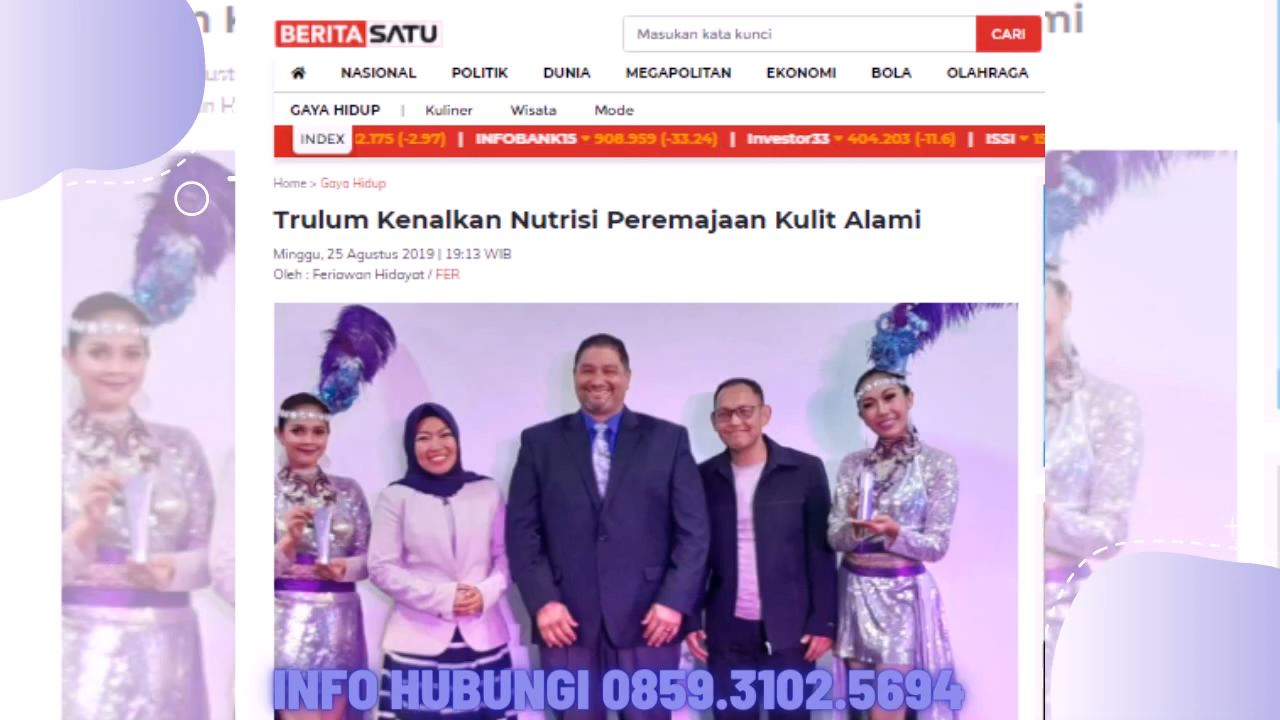 BERITA SATU
Masukan kata kunci
CARI
NASIONAL POLITIK DUNIA MEGAPOLITAN EKONOMI BOLA OLAHRAGA
GAYA HIDUP | Kuliner Wisata Mode
INDEX 2.175 (-2.97) | INFOBANK15 908.959 (-33.24) | Investor33 404.203 (-11.6) | ISSI
Home > Gaya Hidup
Trulum Kenalkan Nutrisi Peremajaan Kulit Alami
Minggu, 25 Agustus 2019 | 19:13 WIB
Oleh : Feriawan Hidayat / FER
INFO HUBUNGI 0859.3102.5694